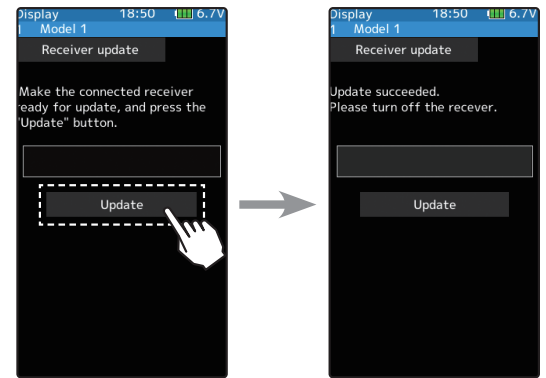 Display 18:50 6.7V
1 Model 1
Receiver update
Make the connected receiver
ready for update, and press the
"Update" button.
Update
Display 18:50 6.7V
1 Model 1
Receiver update
Update succeeded.
Please turn off the recever.
Update